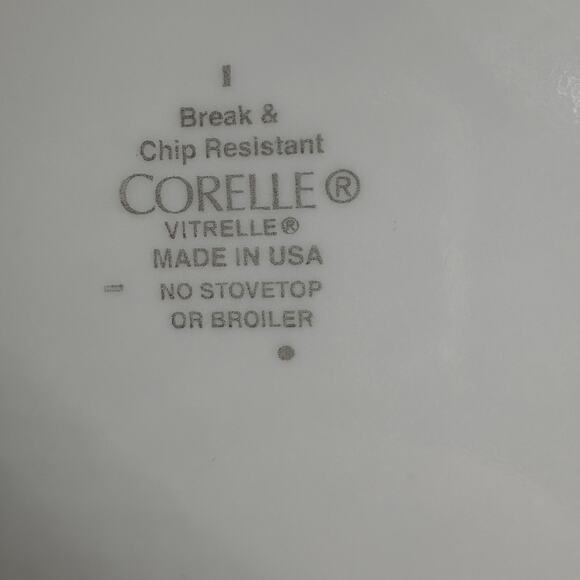 Break &
Chip Resistant
CORELLE®
VITRELLE®
MADE IN USA
NO STOVETOP
OR BROILER